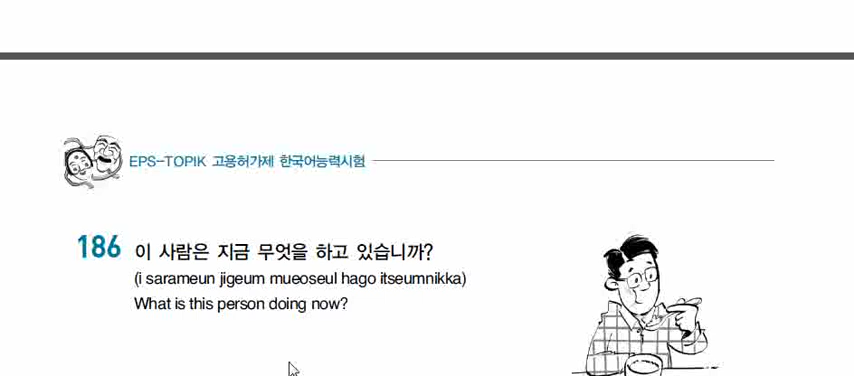 EPS-TOPIK 고용허가제 한국어능력시험
186 이 사람은 지금 무엇을 하고 있습니까?
(i sarameun jigeum mueoseul hago itseumnikka)
What is this person doing now?